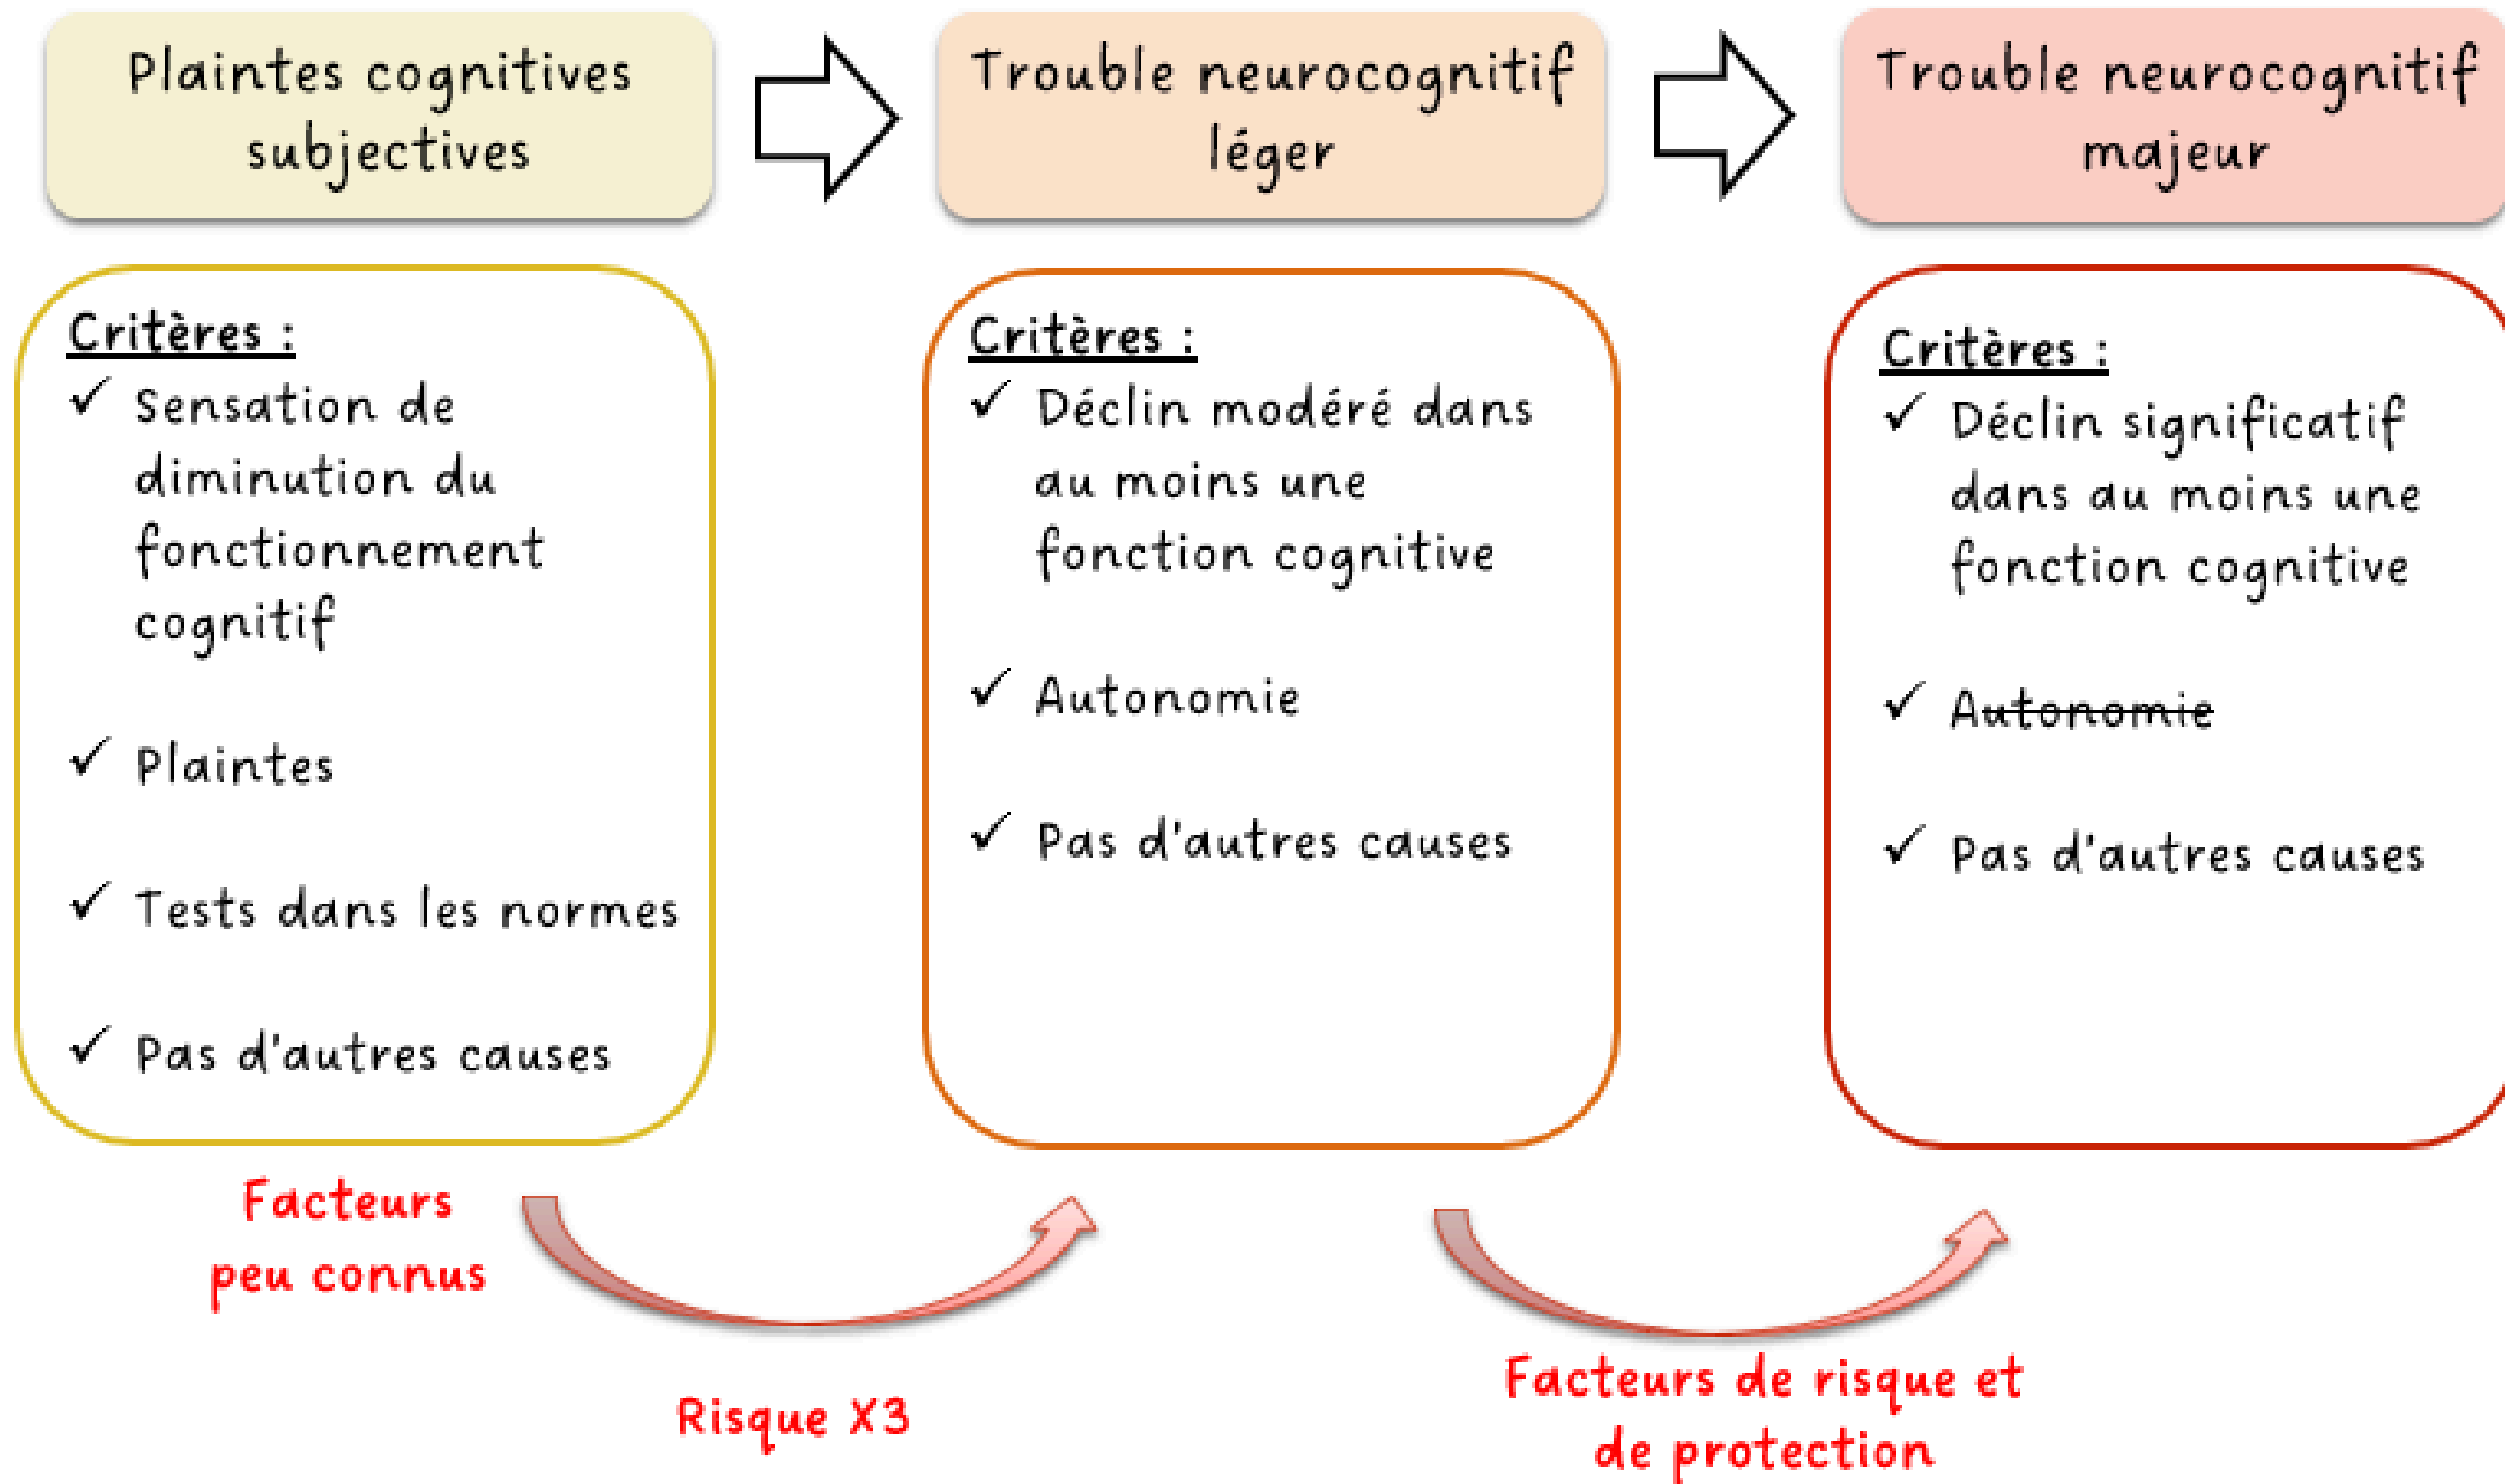 Plaintes cognitives
subjectives
Trouble neurocognitif
léger
Trouble neurocognitif
majeur
Critères :
✓ Sensation de
diminution du
fonctionnement
cognitif
✓ Plaintes
✓ Tests dans les normes
✓ Pas d'autres causes
Critères :
✓ Déclin modéré dans
au moins une
fonction cognitive
✓ Autonomie
✓ Pas d'autres causes
Critères :
✓ Déclin significatif
dans au moins une
fonction cognitive
✓ Autonomie
✓ Pas d'autres causes
Facteurs
peu connus
Risque X3
Facteurs de risque et
de protection